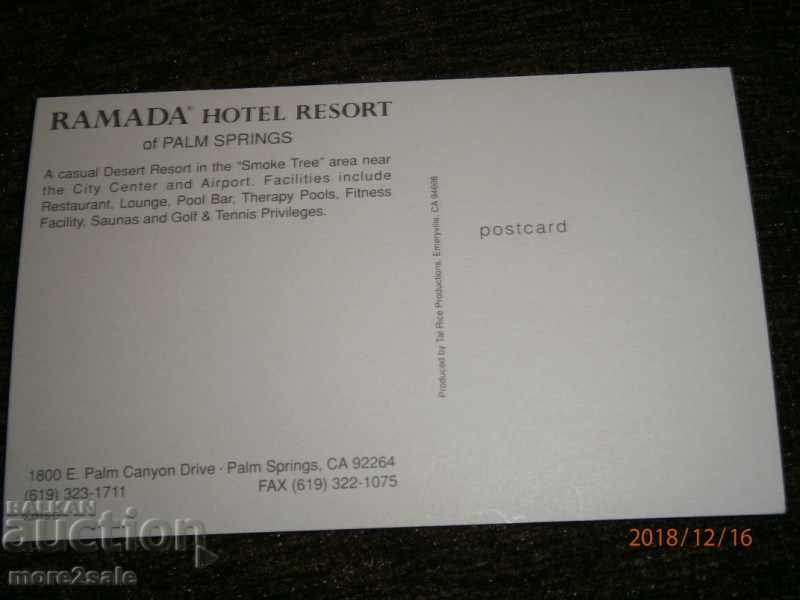 RAMADA® HOTEL RESORT
of PALM SPRINGS
A casual Desert Resort in the "Smoke Tree" area near
the City Center and Airport. Facilities include
Restaurant, Lounge, Pool Bar, Therapy Pools, Fitness
Facility, Saunas and Golf & Tennis Privileges.
postcard
Produced by Tal Rice Productions, Emeryville, CA 94608
1800 E. Palm Canyon Drive · Palm Springs, CA 92264
(619) 323-1711 FAX (619) 322-1075
BALKAN
auction
more2sale
2018/12/16